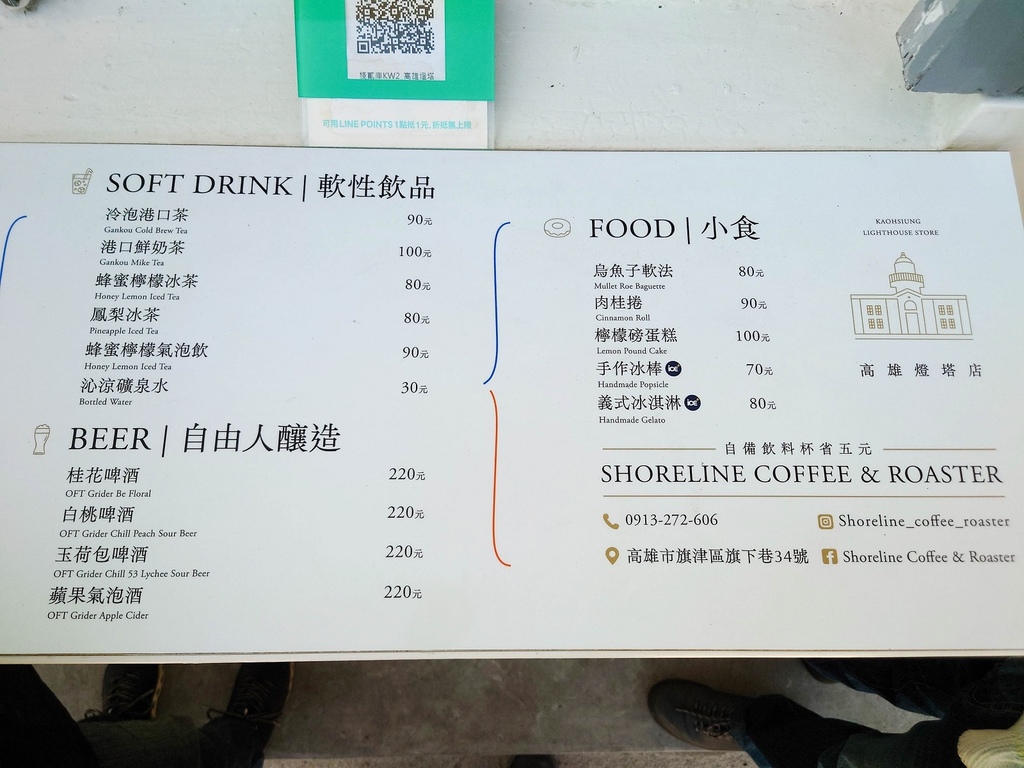 高雄燈塔
可用LINE POINTS 1點抵1元,折抵無上限
SOFT DRINK | 軟性飲品
冷泡港口茶 90元
Gankou Cold Brew Tea
港口鮮奶茶 100元
Gankou Mike Tea
蜂蜜檸檬冰茶 80元
Honey Lemon Iced Tea
鳳梨冰茶 80元
Pineapple Iced Tea
蜂蜜檸檬氣泡飲 90元
Honey Lemon Iced Tea
沁涼礦泉水 30元
Bottled Water
BEER | 自由人釀造
桂花啤酒 220元
OFT Grider Be Floral
白桃啤酒 220元
OFT Grider Chill Peach Sour Beer
玉荷包啤酒 220元
OFT Grider Chill 53 Lychee Sour Beer
蘋果氣泡酒 220元
OFT Grider Apple Cider
FOOD | 小食
烏魚子軟法 80元
Mullet Roe Baguette
肉桂捲 90元
Cinnamon Roll
檸檬磅蛋糕 100元
Lemon Pound Cake
手作冰棒 70元
Handmade Popsicle
義式冰淇淋 80元
Handmade Gelato
KAOHSIUNG
LIGHTHOUSE STORE
高雄燈塔店
自備飲料杯省五元
SHORELINE COFFEE & ROASTER
0913-272-606
Shoreline_coffee_roaster
高雄市旗津區旗下巷34號
Shoreline Coffee & Roaster